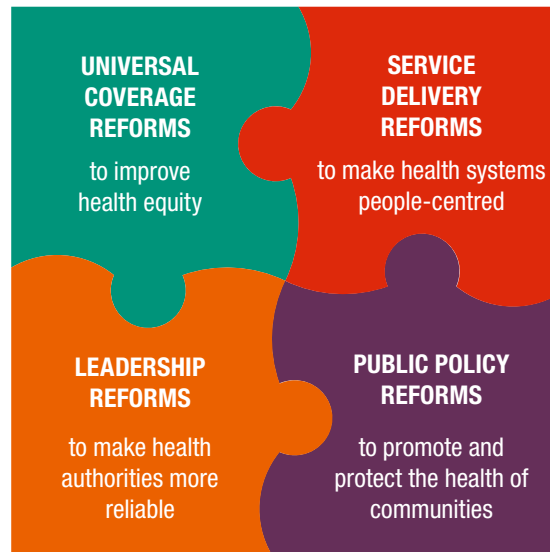 UNIVERSAL
COVERAGE
REFORMS
to improve
health equity
SERVICE
DELIVERY
REFORMS
to make health systems
people-centred
LEADERSHIP
REFORMS
to make health
authorities more
reliable
PUBLIC POLICY
REFORMS
to promote and
protect the health of
communities